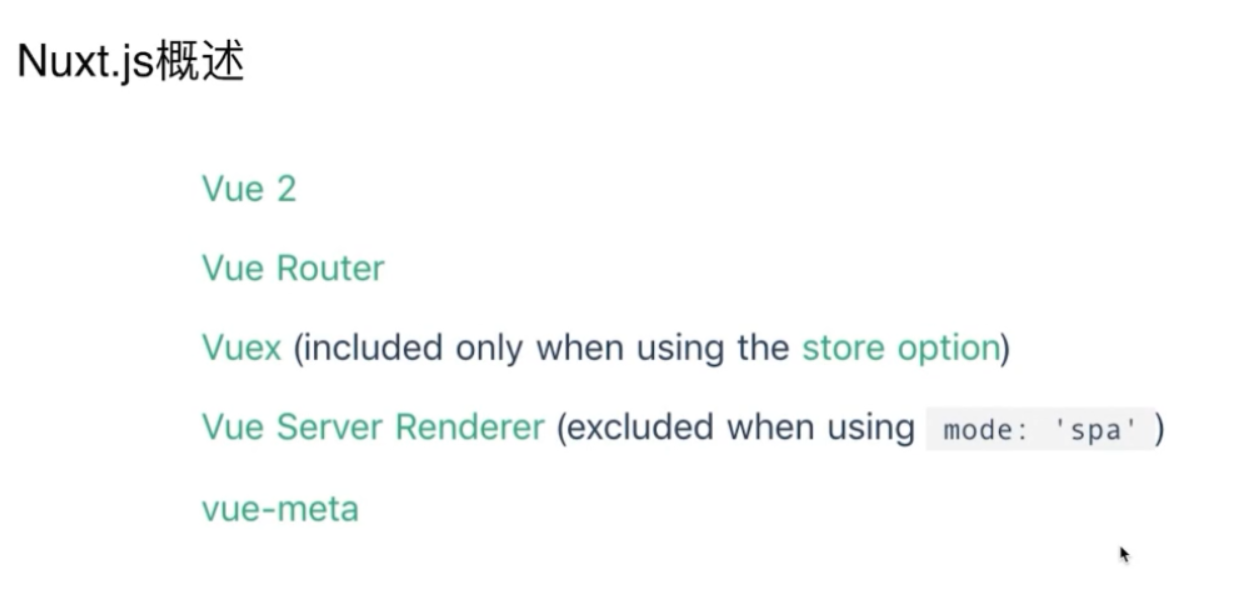 Nuxt.js概述
Vue 2
Vue Router
Vuex (included only when using the store option)
Vue Server Renderer (excluded when using mode: 'spa' )
vue-meta